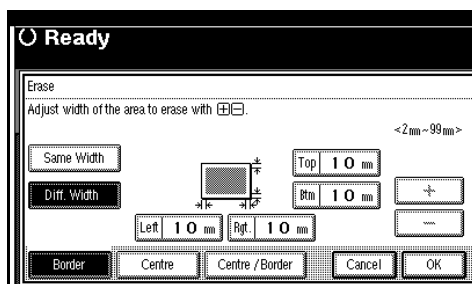 Ready
Erase
Adjust width of the area to erase with ⊞⊟.
<2mm~99mm>
Same Width
Top 10 mm
Diff. Width
Btm 10 mm
+
−
Left 10 mm Rgt. 10 mm
Border Centre Centre / Border Cancel OK